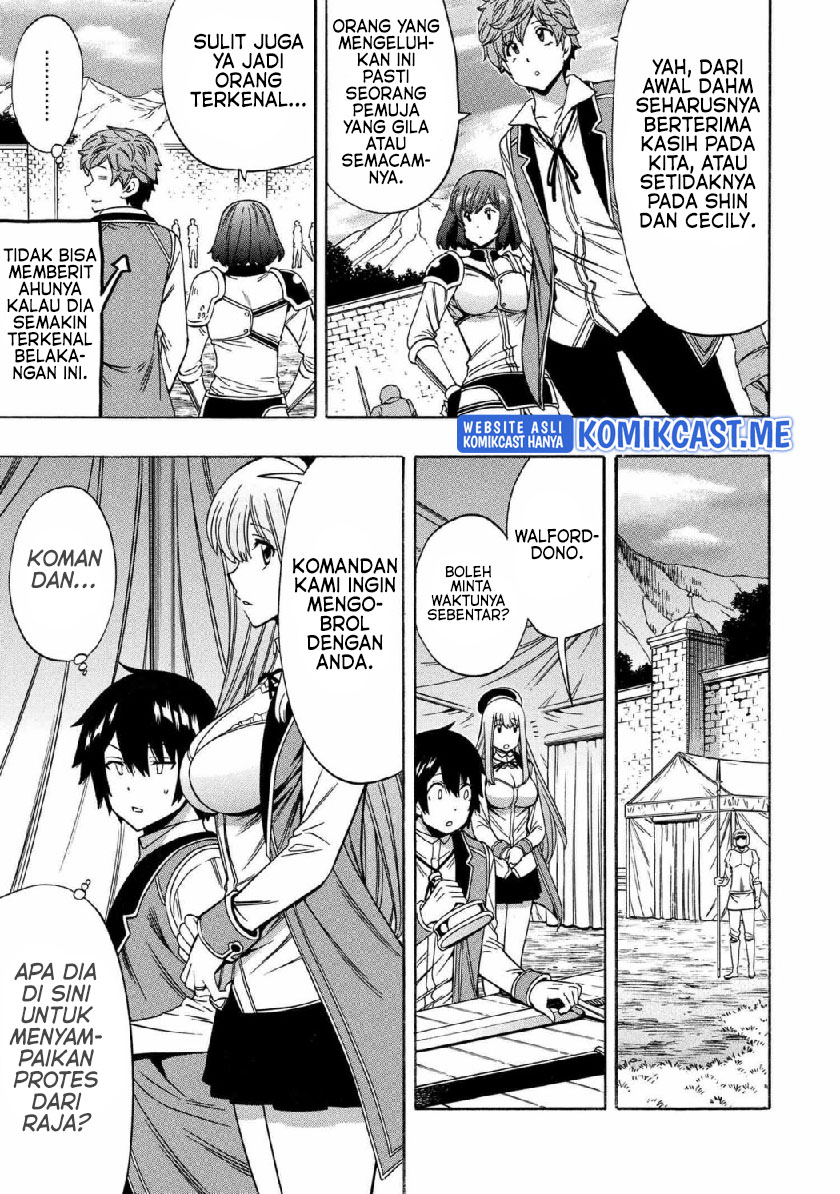 YAH, DARI
AWAL DAHM
SEHARUSNYA
BERTERIMA
KASIH PADA
KITA, ATAU
SETIDAKNYA
PADA SHIN
DAN CECILY.
ORANG YANG
MENGELUH-
KAN INI
PASTI
SEORANG
PEMUJA
YANG GILA
ATAU
SEMACAM-
NYA.
SULIT JUGA
YA JADI
ORANG
TERKENAL...
.........
TIDAK BISA
MEMBERIT
AHUNYA
KALAU DIA
SEMAKIN
TERKENAL
BELAKA-
NGAN INI.
WEBSITE ASLI
KOMIKCAST HANYA
KOMIKCAST.ME
WALFORD-
DONO.
BOLEH
MINTA
WAKTUNYA
SEBENTAR?
KOMANDAN
KAMI INGIN
MENGO-
BROL
DENGAN
ANDA.
KOMAN
DAN...
APA DIA
DI SINI
UNTUK
MENYAM-
PAIKAN
PROTES
DARI
RAJA?